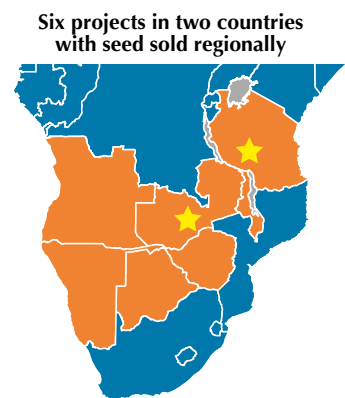 Six projects in two countries
with seed sold regionally